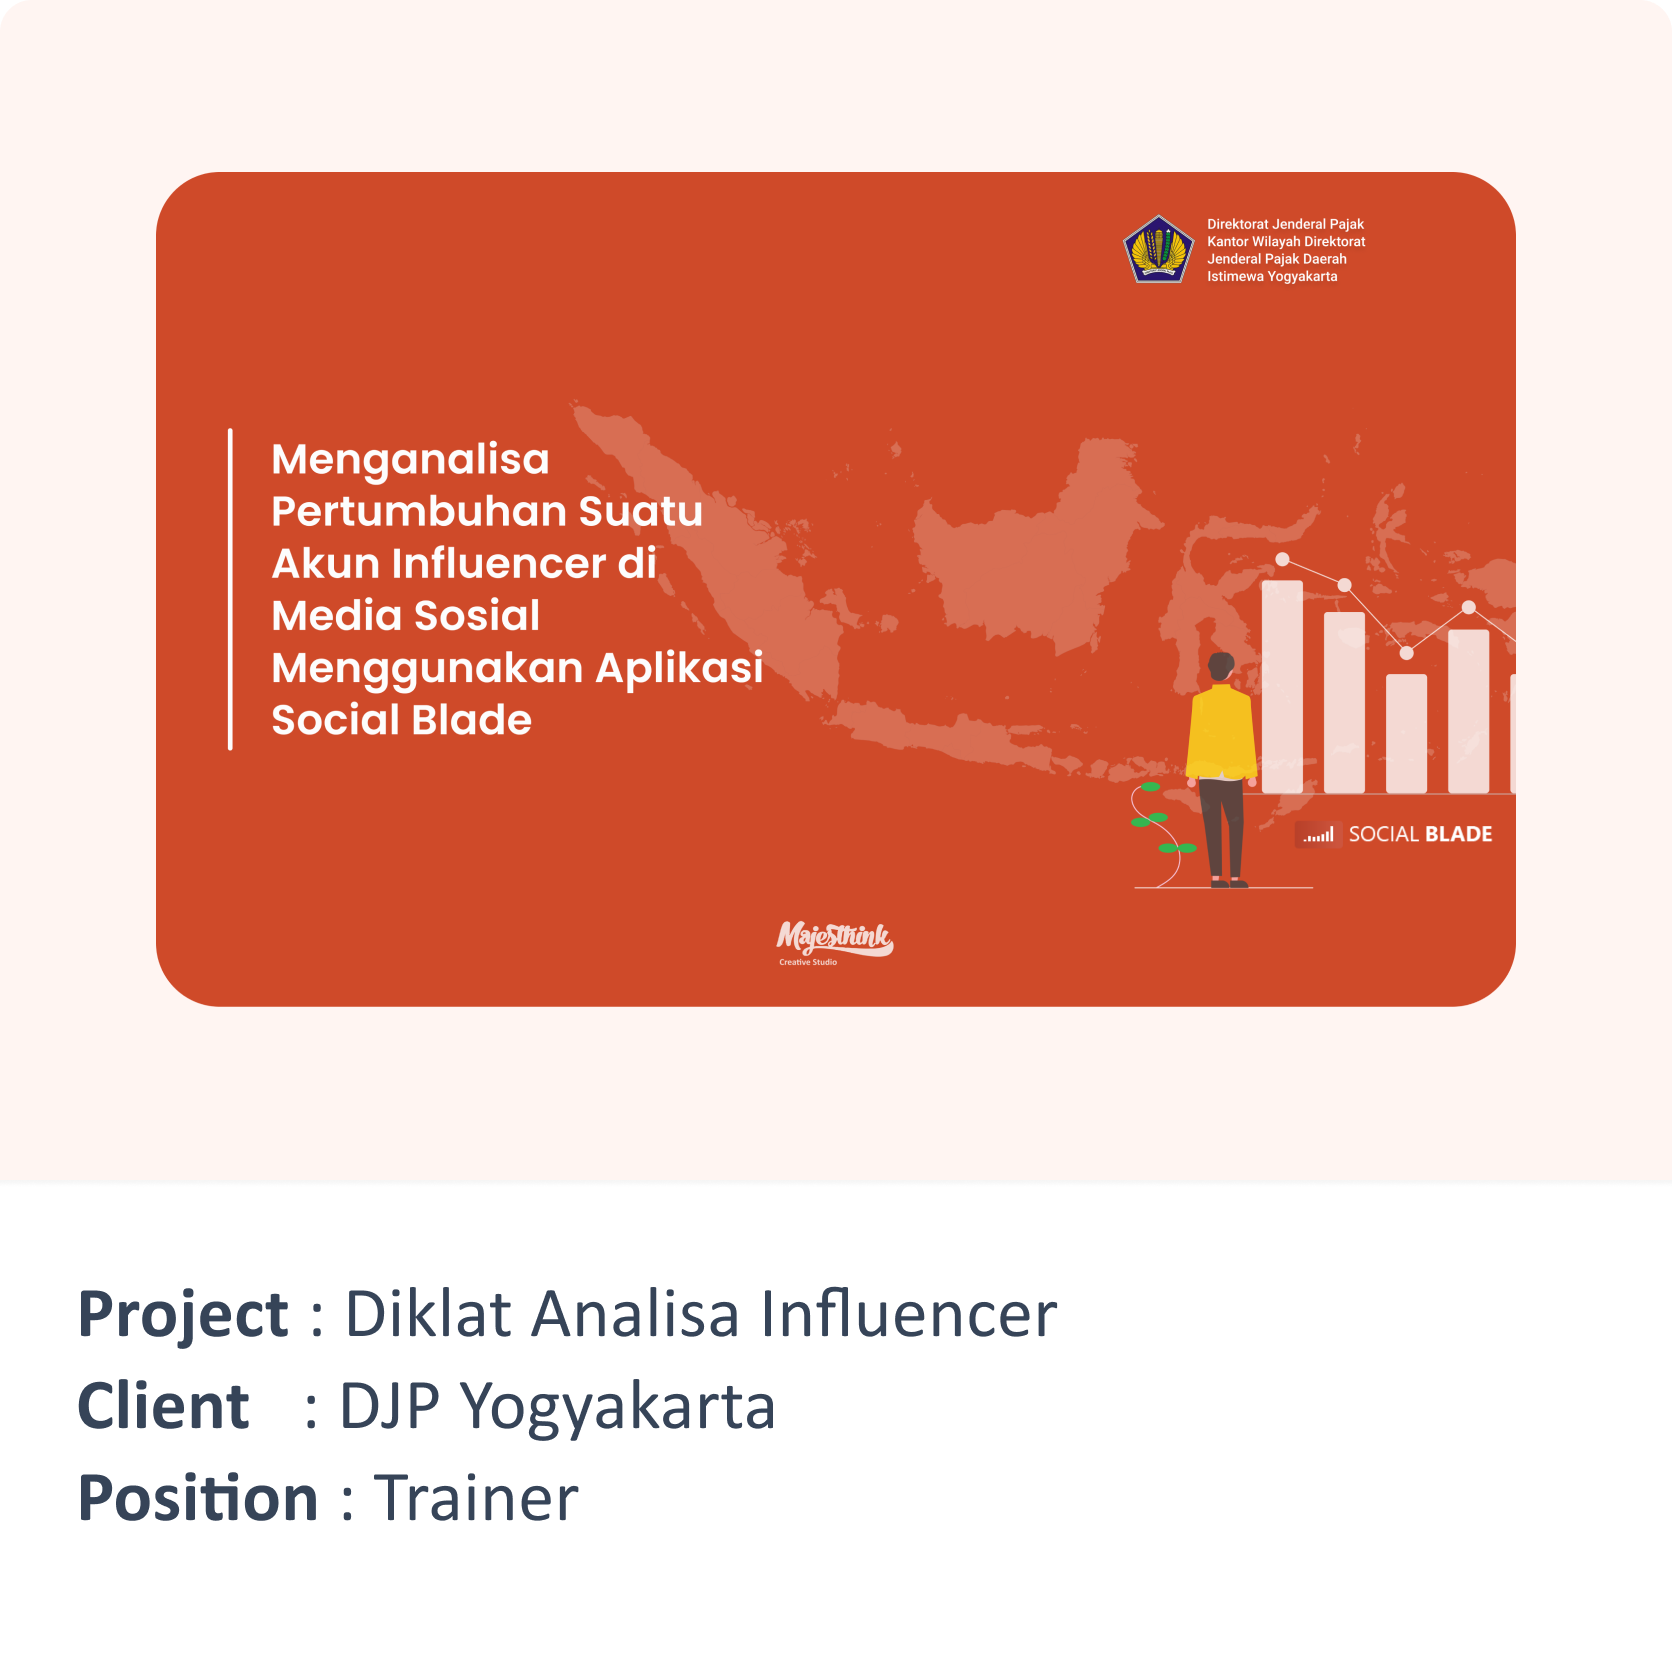 Direktorat Jenderal Pajak
Kantor Wilayah Direktorat
Jenderal Pajak Daerah
Istimewa Yogyakarta
Menganalisa
Pertumbuhan Suatu
Akun Influencer di
Media Sosial
Menggunakan Aplikasi
Social Blade
SOCIAL BLADE
Majesthink
Creative Studio
Project : Diklat Analisa Influencer
Client : DJP Yogyakarta
Position : Trainer